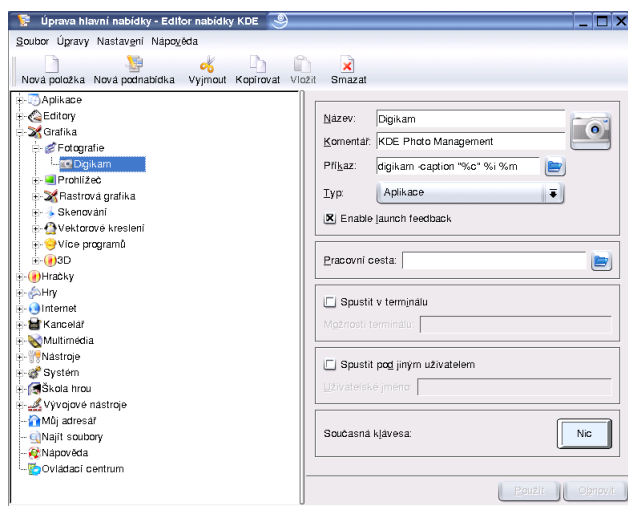 Úprava hlavní nabídky - Editor nabídky KDE
Soubor Úpravy Nastavení Nápověda
Nová položka Nová podnabídka Vyjmout Kopírovat Vložit Smazat
Aplikace
Editory
Grafika
Fotografie
Digikam
Prohlížeč
Rastrová grafika
Skenování
Vektorové kreslení
Více programů
3D
Hračky
Hry
Internet
Kancelář
Multimédia
Nástroje
Systém
Škola hrou
Vývojové nástroje
Můj adresář
Najít soubory
Nápověda
Ovládací centrum
Název: Digikam
Komentář: KDE Photo Management
Příkaz: digikam -caption "%c" %i %m
Typ: Aplikace
Enable launch feedback
Pracovní cesta:
Spustit v terminálu
Možnosti terminálu:
Spustit pod jiným uživatelem
Uživatelské jméno:
Současná klávesa: Nic
Použít Obnovit